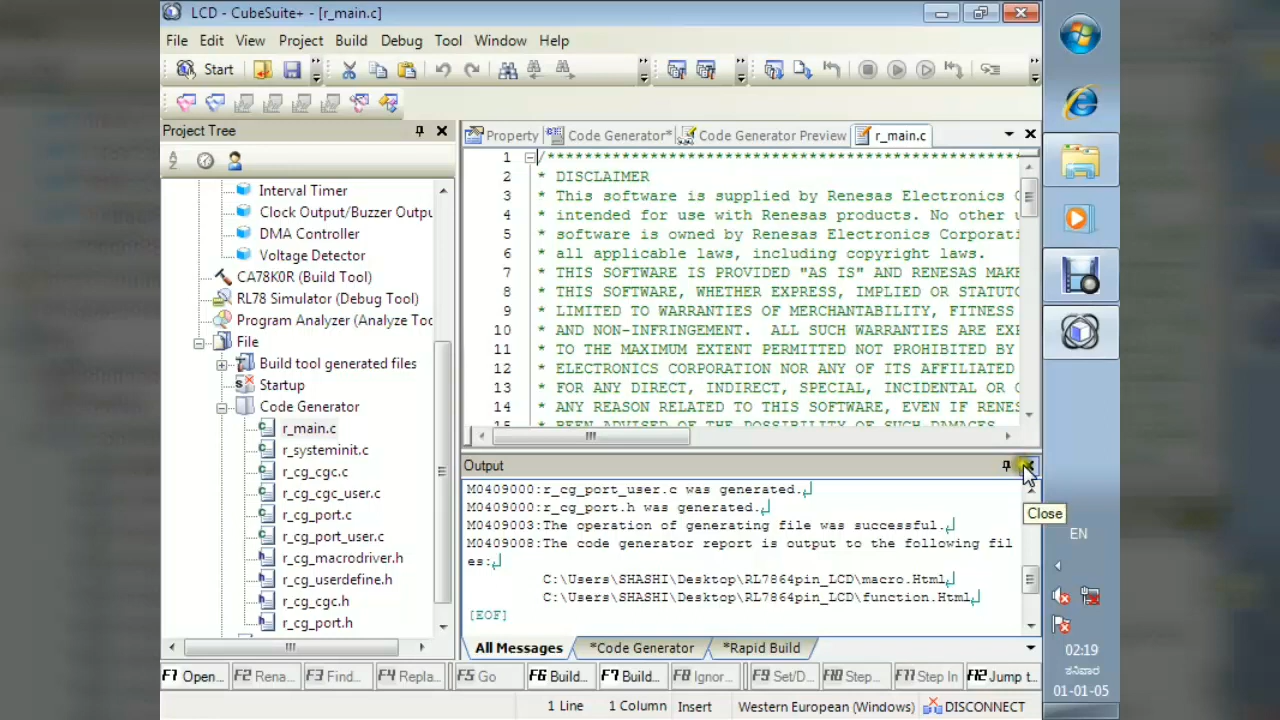 LCD - CubeSuite+ - [r_main.c]
File Edit View Project Build Debug Tool Window Help
Start
Project Tree
Property Code Generator* Code Generator Preview r_main.c
Interval Timer
Clock Output/Buzzer Outpu
DMA Controller
Voltage Detector
CA78K0R (Build Tool)
RL78 Simulator (Debug Tool)
Program Analyzer (Analyze Toc
File
Build tool generated files
Startup
Code Generator
r_main.c
r_systeminit.c
r_cg_cgc.c
r_cg_cgc_user.c
r_cg_port.c
r_cg_port_user.c
r_cg_macrodriver.h
r_cg_userdefine.h
r_cg_cgc.h
r_cg_port.h
1 /***************************************************
2 * DISCLAIMER
3 * This software is supplied by Renesas Electronics C
4 * intended for use with Renesas products. No other u
5 * software is owned by Renesas Electronics Corporati
6 * all applicable laws, including copyright laws.
7 * THIS SOFTWARE IS PROVIDED "AS IS" AND RENESAS MAKE
8 * THIS SOFTWARE, WHETHER EXPRESS, IMPLIED OR STATUTO
9 * LIMITED TO WARRANTIES OF MERCHANTABILITY, FITNESS
10 * AND NON-INFRINGEMENT. ALL SUCH WARRANTIES ARE EXP
11 * TO THE MAXIMUM EXTENT PERMITTED NOT PROHIBITED BY
12 * ELECTRONICS CORPORATION NOR ANY OF ITS AFFILIATED
13 * FOR ANY DIRECT, INDIRECT, SPECIAL, INCIDENTAL OR C
14 * ANY REASON RELATED TO THIS SOFTWARE, EVEN IF RENES
15 * BEEN ADVISED OF THE POSSIBILITY OF SUCH DAMAGES
Output
M0409000:r_cg_port_user.c was generated.
M0409000:r_cg_port.h was generated.
M0409003:The operation of generating file was successful.
M0409008:The code generator report is output to the following fil
es:
C:\Users\SHASHI\Desktop\RL7864pin_LCD\macro.Html
C:\Users\SHASHI\Desktop\RL7864pin_LCD\function.Html
[EOF]
Close
All Messages *Code Generator *Rapid Build
F1 Open... F2 Rena... F3 Find... F4 Repla... F5 Go F6 Build... F7 Build... F8 Ignor... F9 Set/D... F10 Step... F11 Step In F12 Jump t...
1 Line 1 Column Insert Western European (Windows) DISCONNECT
EN
02:19
ಶನಿವಾರ
01-01-05